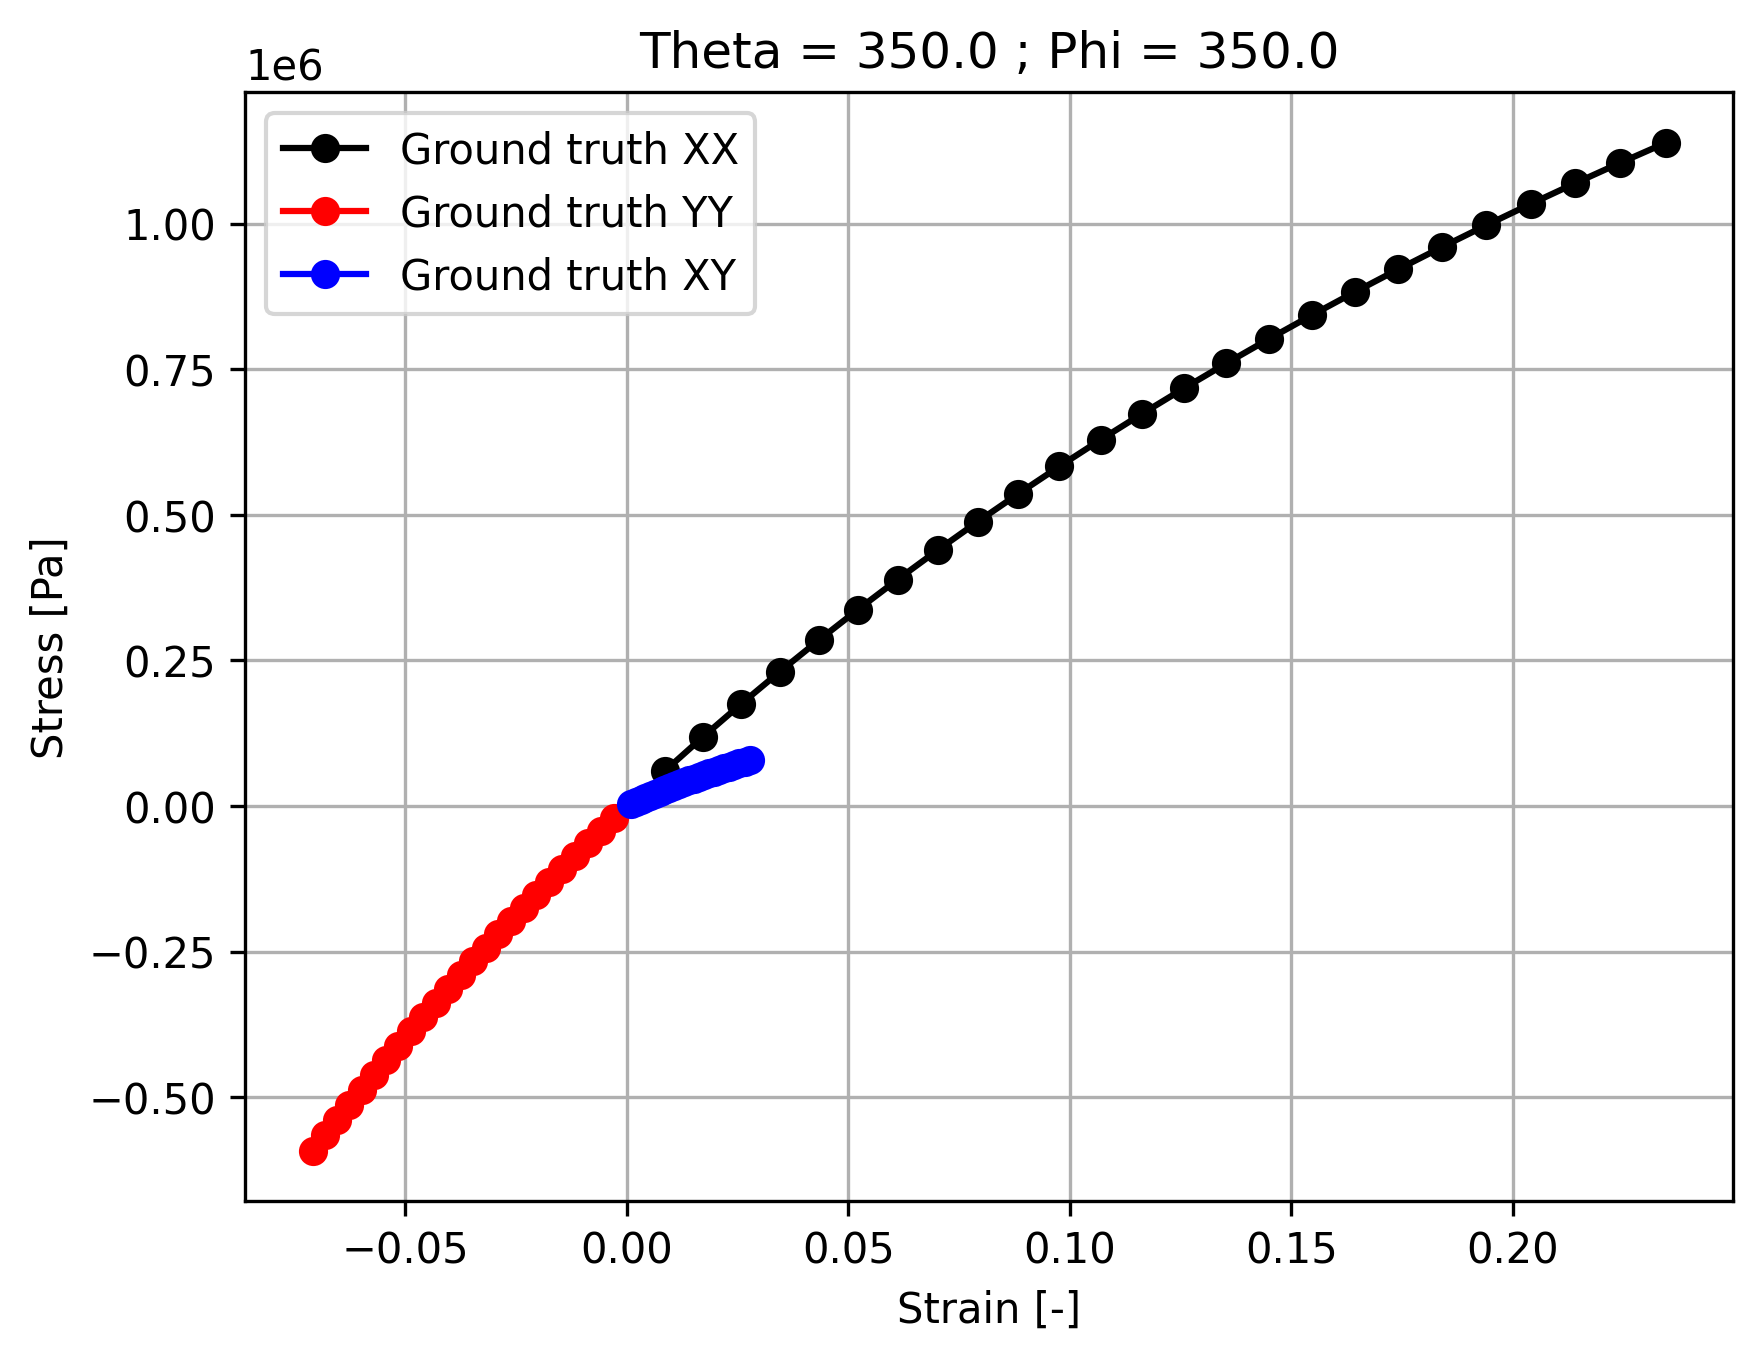 Theta = 350.0 ; Phi = 350.0
1e6
Ground truth XX
Ground truth YY
Ground truth XY
1.00
0.75
0.50
0.25
0.00
−0.25
−0.50
Stress [Pa]
−0.05
0.00
0.05
0.10
0.15
0.20
Strain [-]